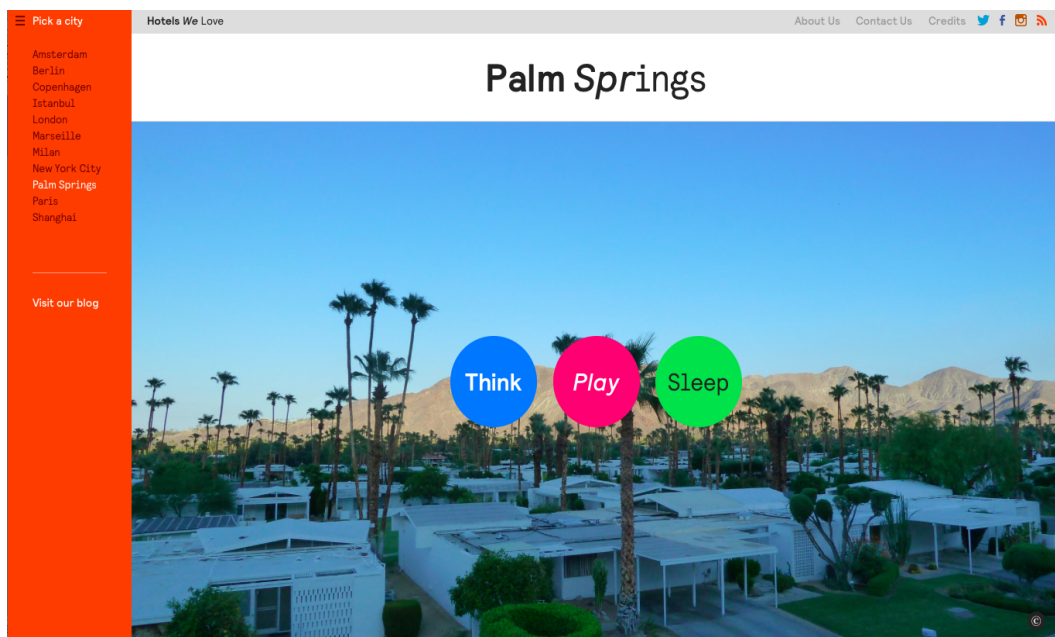 Pick a city
Hotels We Love
About Us Contact Us Credits
Palm Springs
Amsterdam
Berlin
Copenhagen
Istanbul
London
Marseille
Milan
New York City
Palm Springs
Paris
Shanghai
Visit our blog
Think
Play
Sleep
©